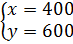 x = 400
y = 600